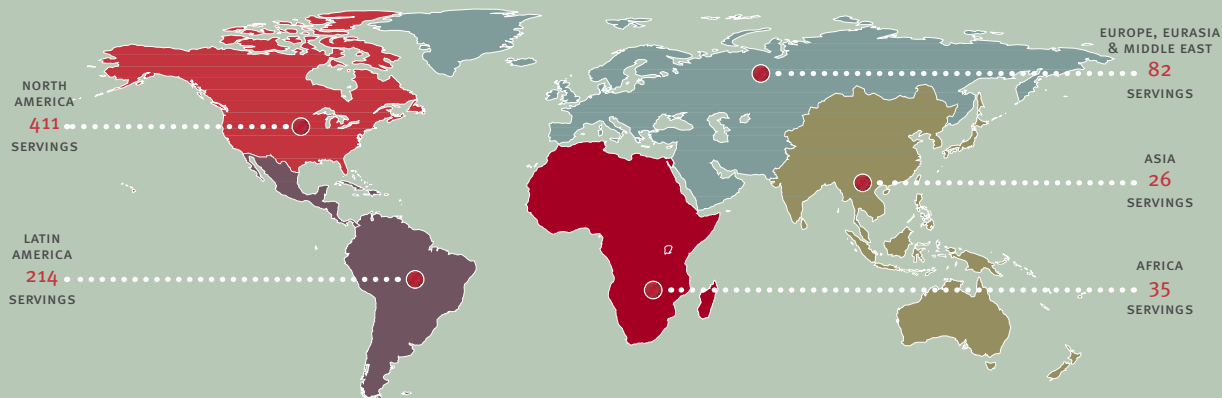 NORTH
AMERICA
411
SERVINGS
LATIN
AMERICA
214
SERVINGS
EUROPE, EURASIA
& MIDDLE EAST
82
SERVINGS
ASIA
26
SERVINGS
AFRICA
35
SERVINGS